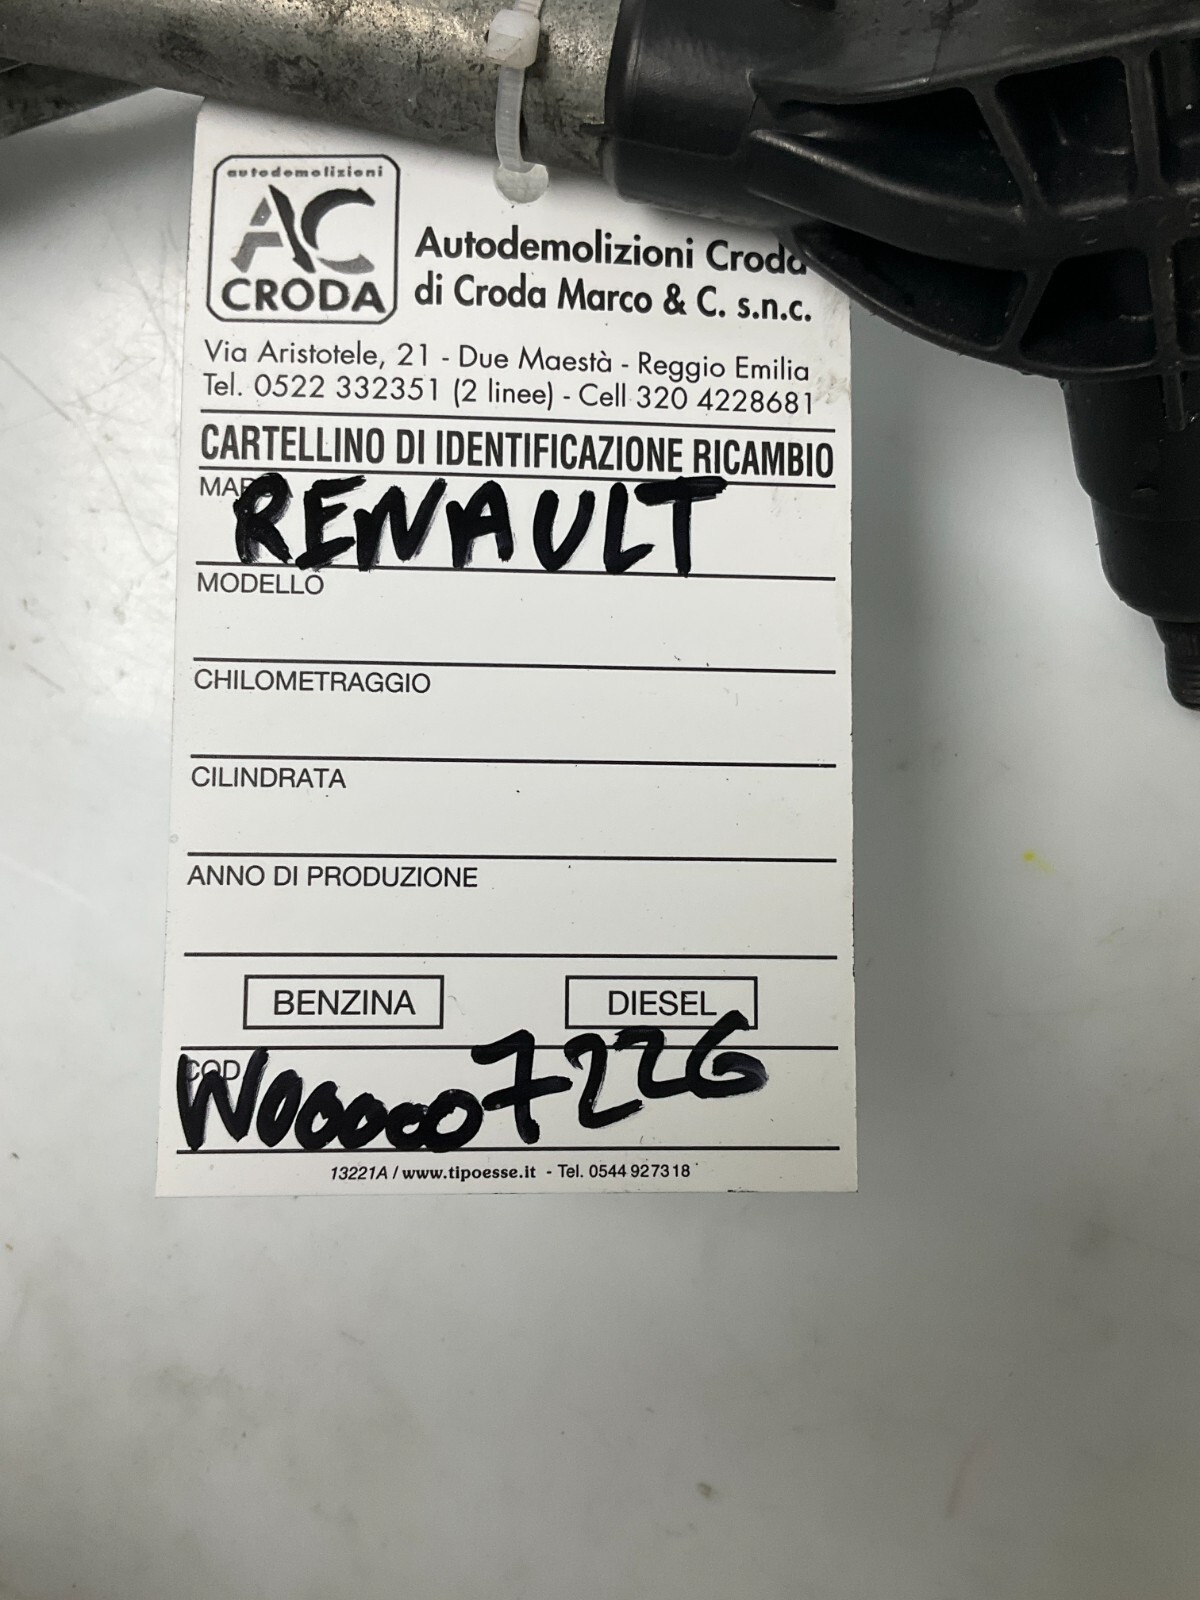 autodemolizioni
AC
CRODA
Autodemolizioni Croda
di Croda Marco & C. s.n.c.
Via Aristotele, 21 - Due Maestà - Reggio Emilia
Tel. 0522 332351 (2 linee) - Cell 320 4228681
CARTELLINO DI IDENTIFICAZIONE RICAMBIO
RENAULT
MODELLO
CHILOMETRAGGIO
CILINDRATA
ANNO DI PRODUZIONE
BENZINA DIESEL
COD
W000007226
13221A / www.tipoesse.it - Tel. 0544 927318